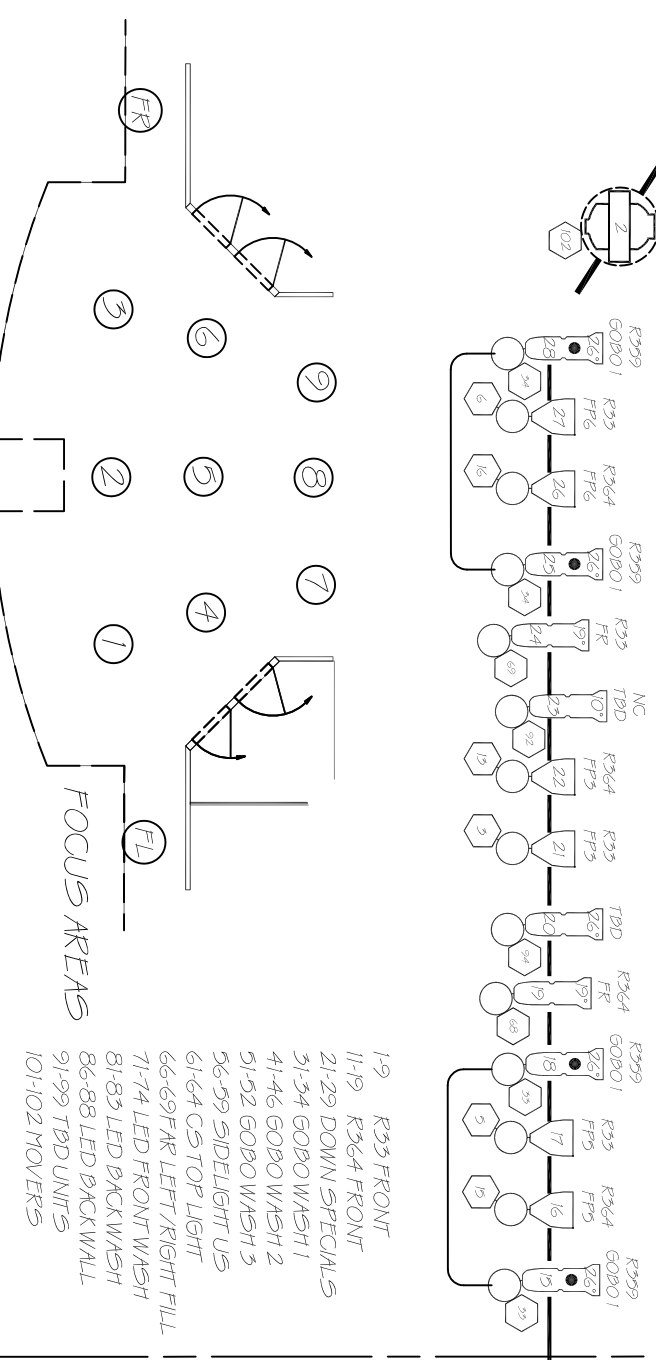 2
102
R359
GOBO 1
26°
28
34
R33
FP6
27
6
R364
FP6
26
16
R359
GOBO 1
26°
25
34
R33
FR
19°
24
69
NC
TBD
10°
23
92
R364
FP3
22
13
R33
FP3
21
3
TBD
26°
20
94
R364
FR
19°
19
68
R359
GOBO 1
26°
18
33
R33
FP5
17
5
R364
FP5
16
15
R359
GOBO 1
26°
15
33
9 8 7
6 5 4
3 2 1
FR
FL
FOCUS AREAS
1-9 R33 FRONT
11-19 R364 FRONT
21-29 DOWN SPECIALS
31-34 GOBO WASH 1
41-46 GOBO WASH 2
51-52 GOBO WASH 3
56-59 SIDELIGHT US
61-64 CS TOP LIGHT
66-69 FAR LEFT/RIGHT FILL
71-74 LED FRONT WASH
81-83 LED BACKWASH
86-88 LED BACK WALL
91-99 TBD UNITS
101-102 MOVERS